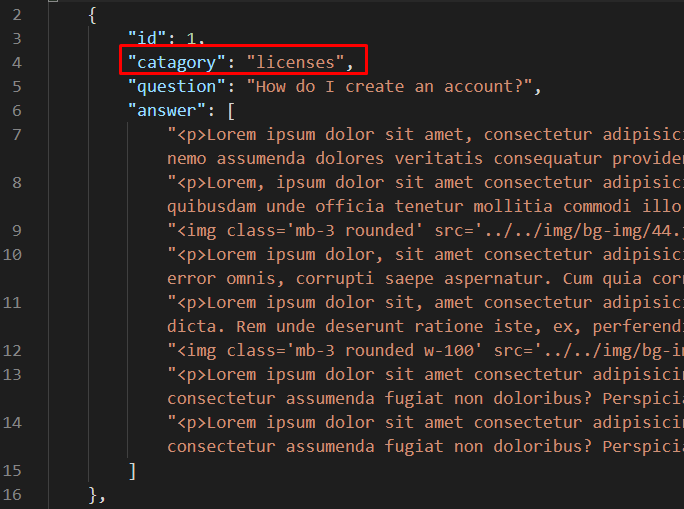 2 {
3 "id": 1,
4 "catagory": "licenses",
5 "question": "How do I create an account?",
6 "answer": [
7 "<p>Lorem ipsum dolor sit amet, consectetur adipisici
nemo assumenda dolores veritatis consequatur provider
8 "<p>Lorem, ipsum dolor sit amet consectetur adipisici
quibusdam unde officia tenetur mollitia commodi illo
9 "<img class='mb-3 rounded' src='../../img/bg-img/44.j
10 "<p>Lorem ipsum dolor, sit amet consectetur adipisici
error omnis, corrupti saepe aspernatur. Cum quia corr
11 "<p>Lorem ipsum dolor sit, amet consectetur adipisici
dicta. Rem unde deserunt ratione iste, ex, perferendi
12 "<img class='mb-3 rounded w-100' src='../../img/bg-im
13 "<p>Lorem ipsum dolor sit amet consectetur adipisicin
consectetur assumenda fugiat non doloribus? Perspicia
14 "<p>Lorem ipsum dolor sit amet consectetur adipisicin
consectetur assumenda fugiat non doloribus? Perspicia
15 ]
16 },